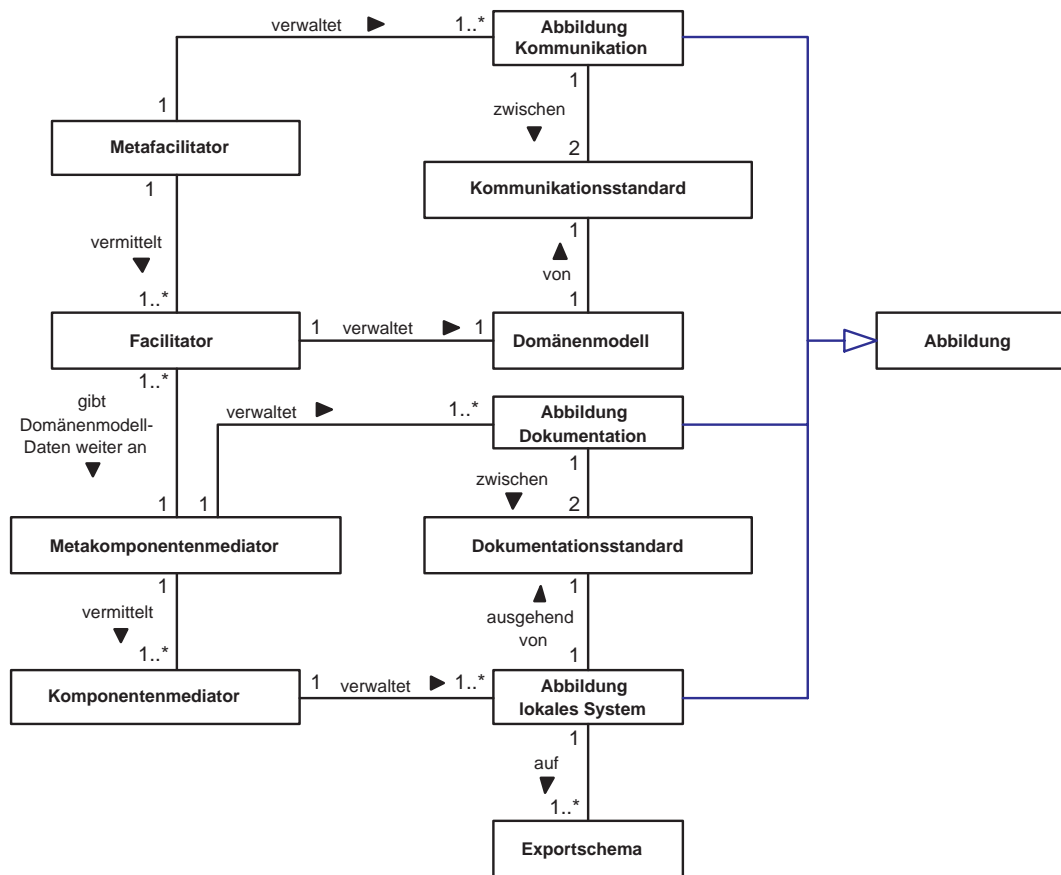 verwaltet
1..*
Abbildung
Kommunikation
1
1
zwischen
2
Metafacilitator
1
Kommunikationsstandard
1
vermittelt
von
1..*
1
Facilitator
1
verwaltet
1
Domänenmodell
Abbildung
1..*
gibt
Domänenmodell-
Daten weiter an
verwaltet
1..*
Abbildung
Dokumentation
1
zwischen
1
1
2
Metakomponentenmediator
Dokumentationsstandard
1
1
vermittelt
ausgehend
von
1..*
1
Komponentenmediator
1
verwaltet
1..*
Abbildung
lokales System
1
auf
1..*
Exportschema